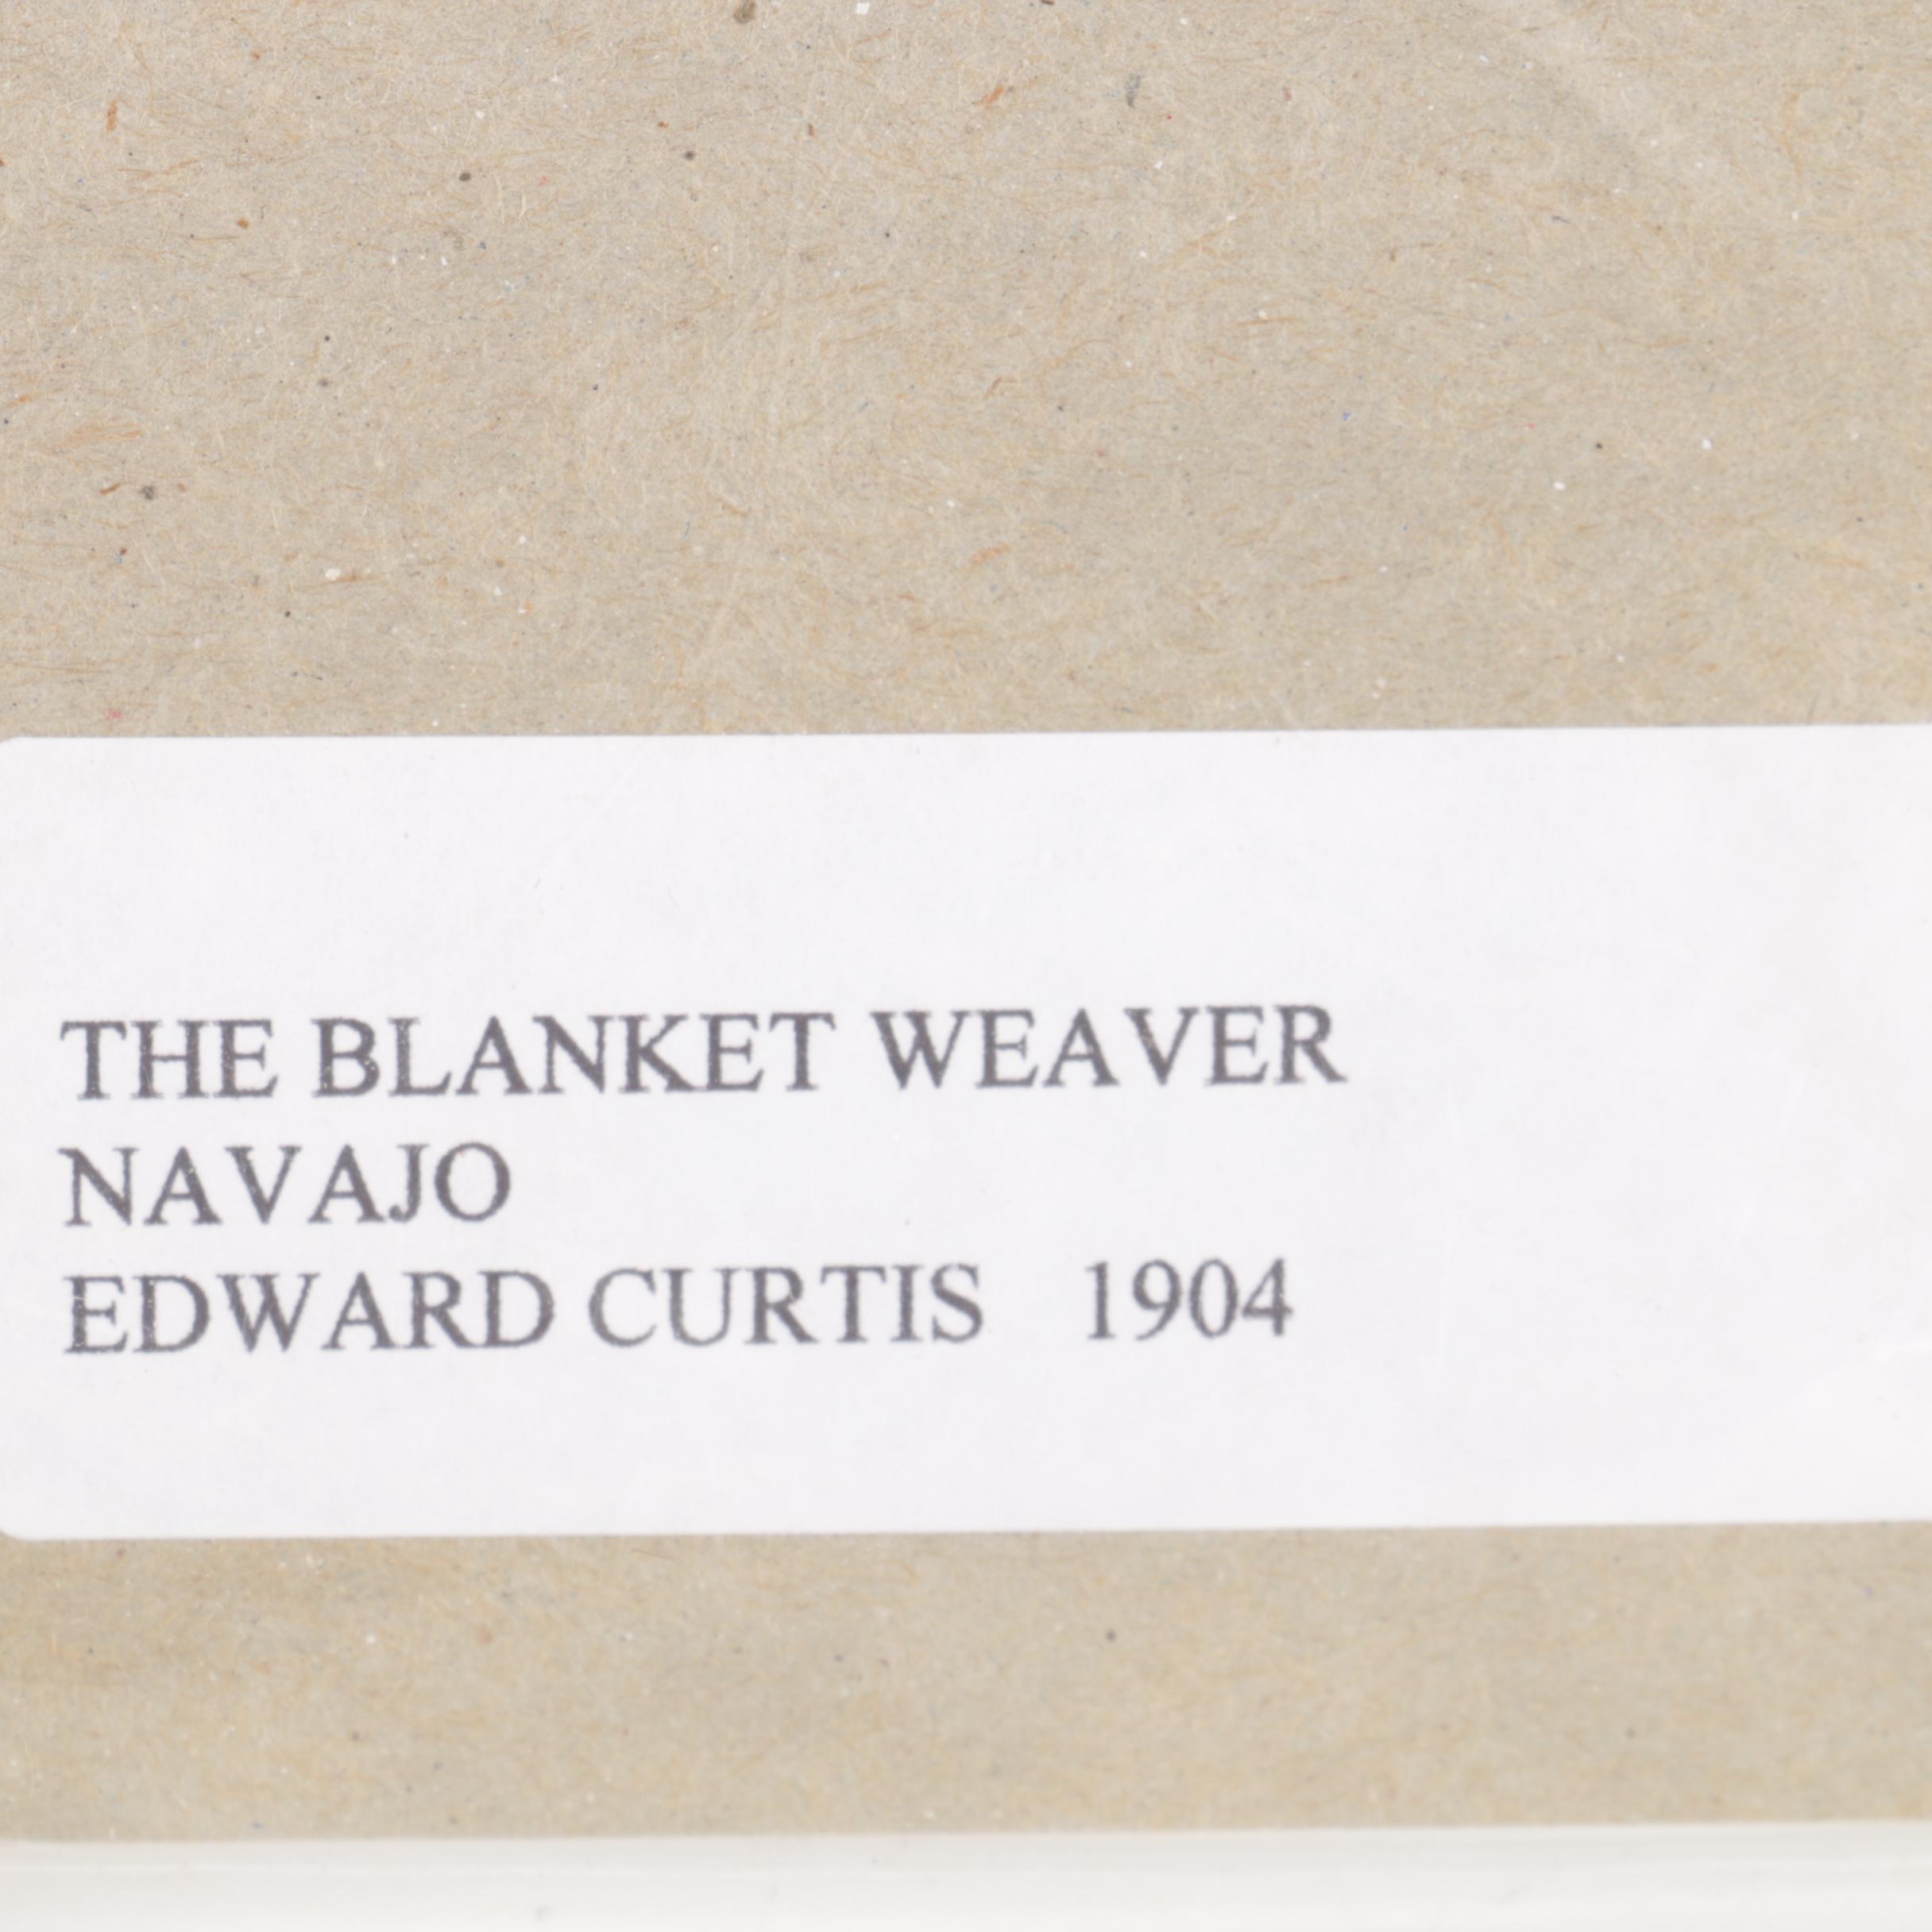 THE BLANKET WEAVER
NAVAJO
EDWARD CURTIS 1904